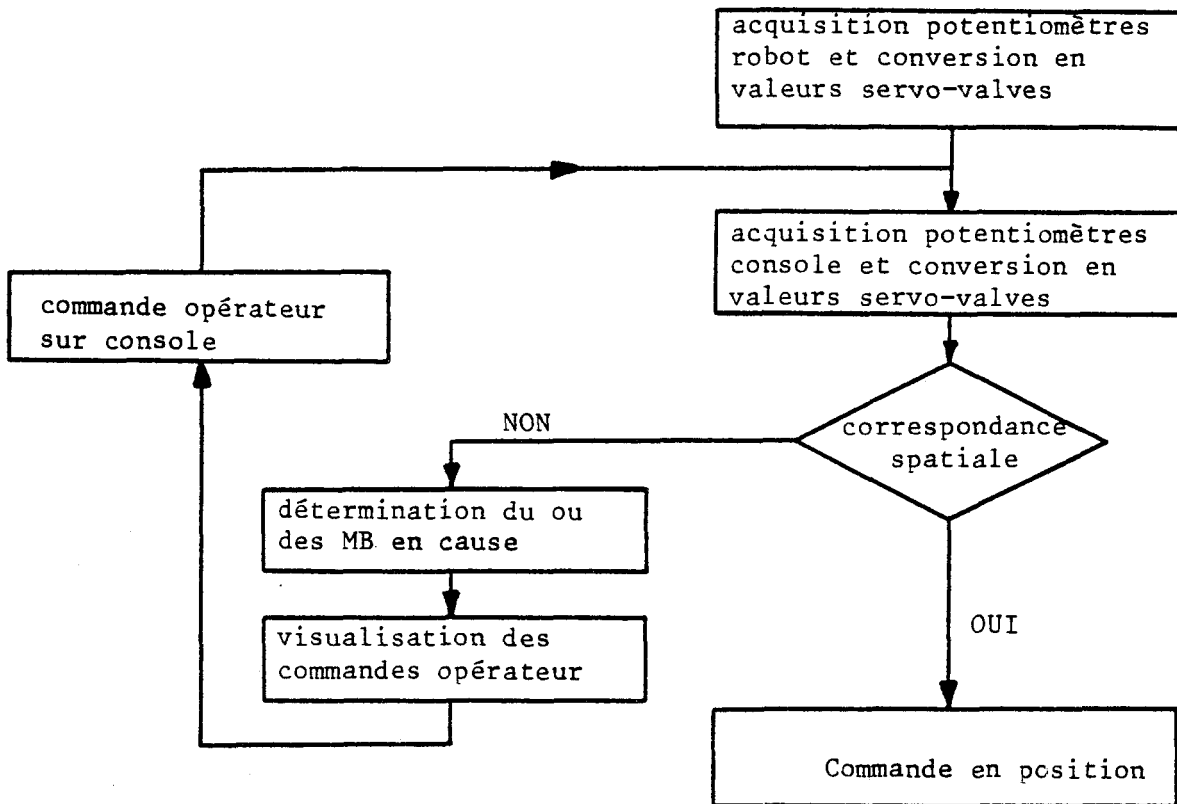 acquisition potentiomètres
robot et conversion en
valeurs servo-valves
acquisition potentiomètres
console et conversion en
valeurs servo-valves
commande opérateur
sur console
correspondance
spatiale
NON
détermination du ou
des MB en cause
visualisation des
commandes opérateur
OUI
Commande en position